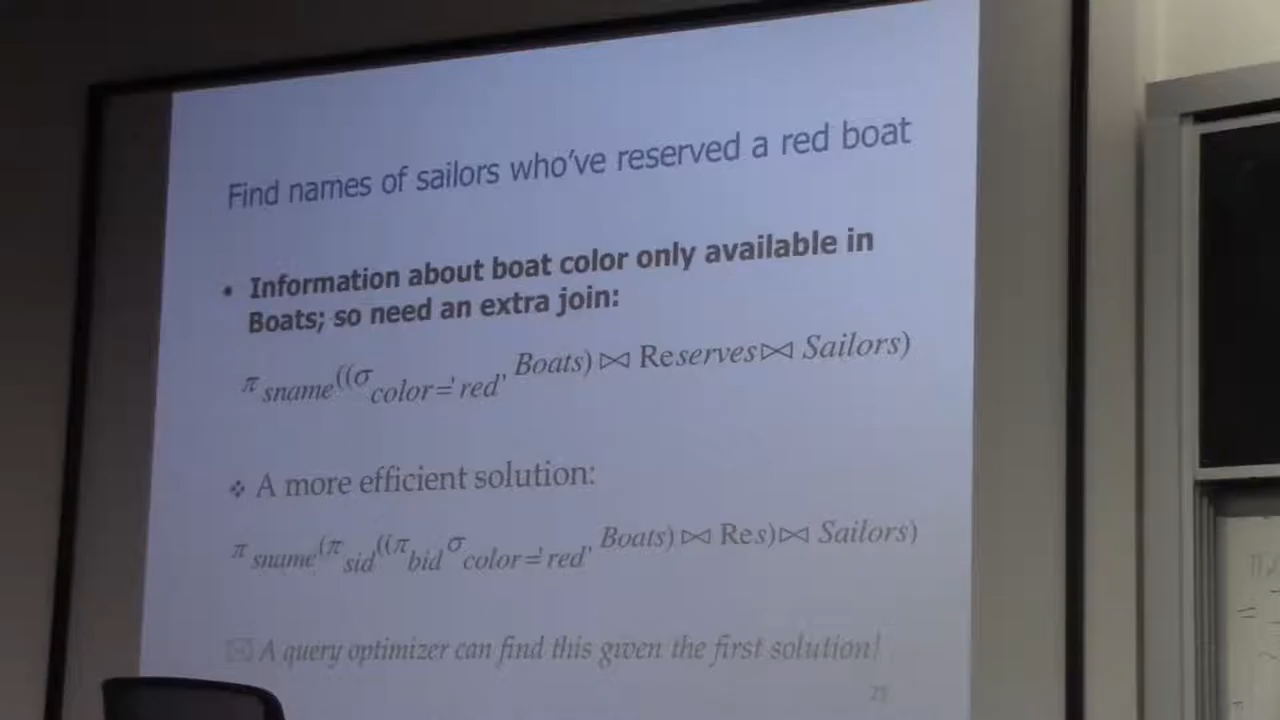 Find names of sailors who've reserved a red boat
• Information about boat color only available in
Boats; so need an extra join:
π sname((σ color='red' Boats) ⋈ Reserves ⋈ Sailors)
❖ A more efficient solution:
π sname(π sid((π bid σ color='red' Boats) ⋈ Res) ⋈ Sailors)
A query optimizer can find this given the first solution!